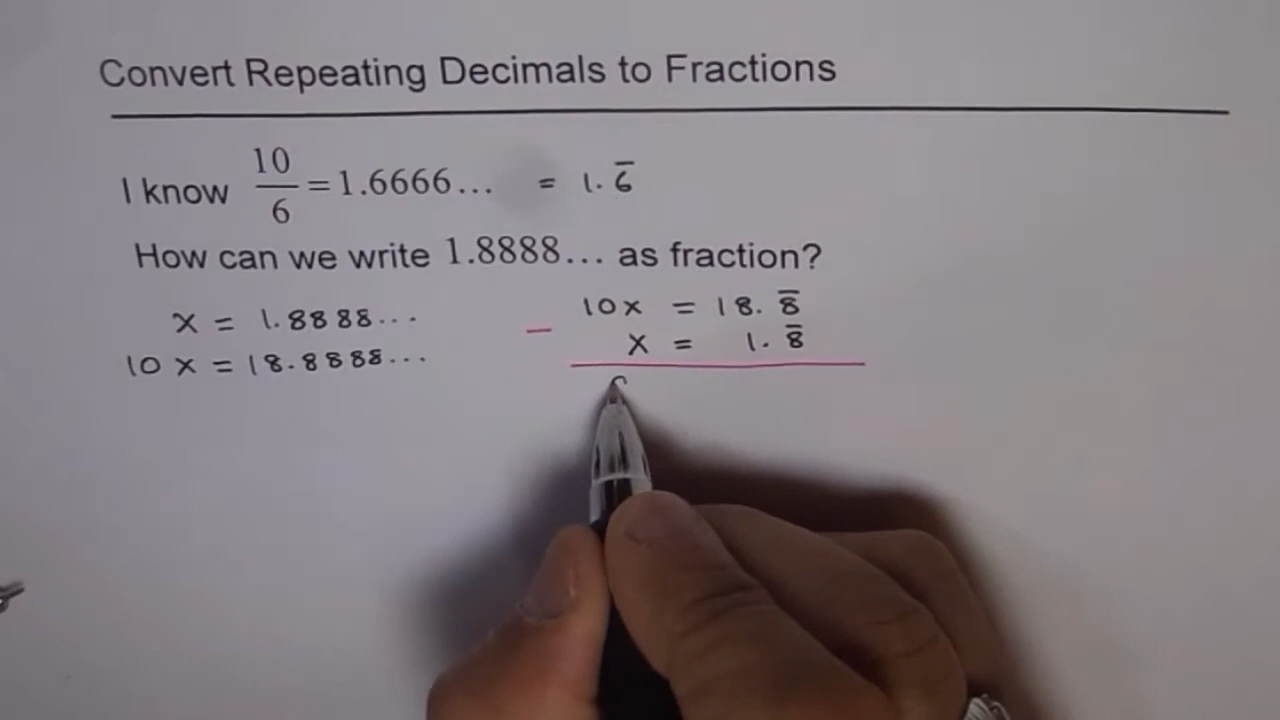 Convert Repeating Decimals to Fractions
I know 10/6 = 1.6666... = 1.6̅
How can we write 1.8888... as fraction?
x = 1.8888...
10x = 18.8888...
10x = 18.8̅
− x = 1.8̅